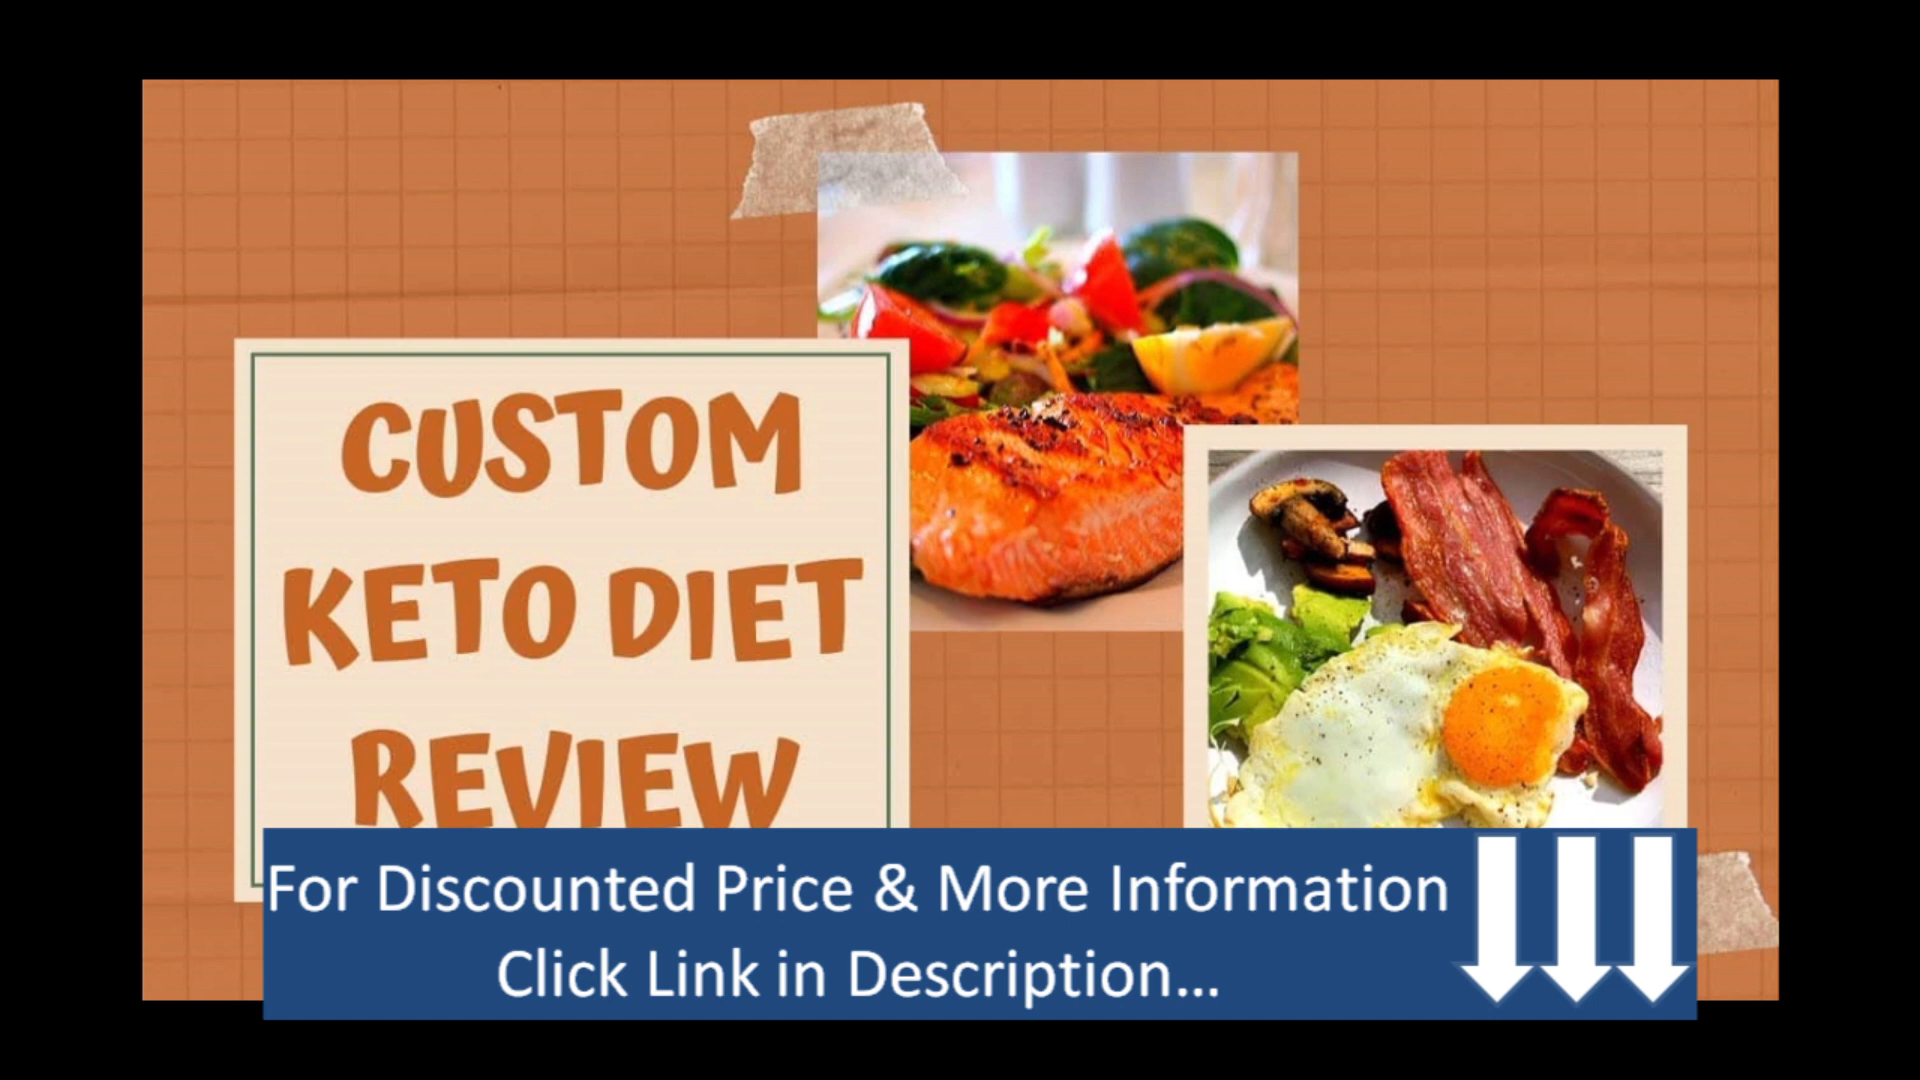 CUSTOM
KETO DIET
REVIEW
For Discounted Price & More Information
Click Link in Description...